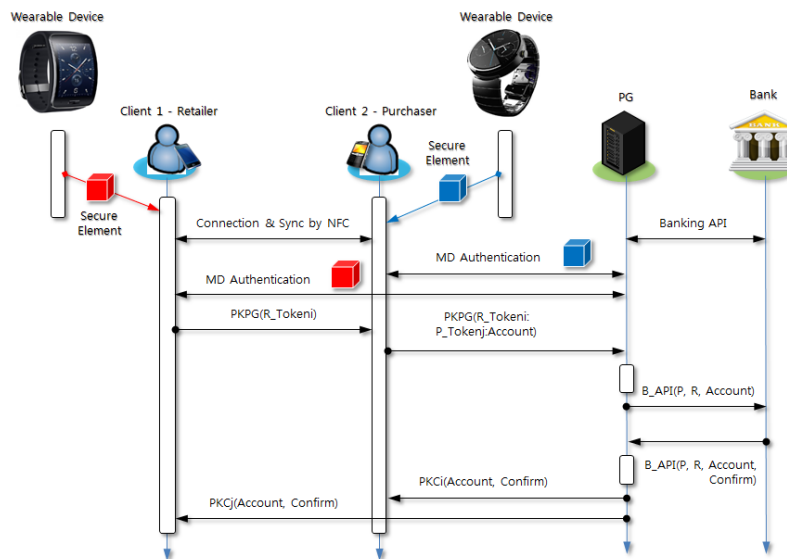 Wearable Device
Wearable Device
Client 1 - Retailer
Client 2 - Purchaser
PG
Bank
BANK
Secure
Element
Secure
Element
Connection & Sync by NFC
Banking API
MD Authentication
MD Authentication
PKPG(R_Tokeni)
PKPG(R_Tokeni:
P_Tokenj:Account)
B_API(P, R, Account)
B_API(P, R, Account,
Confirm)
PKCi(Account, Confirm)
PKCj(Account, Confirm)